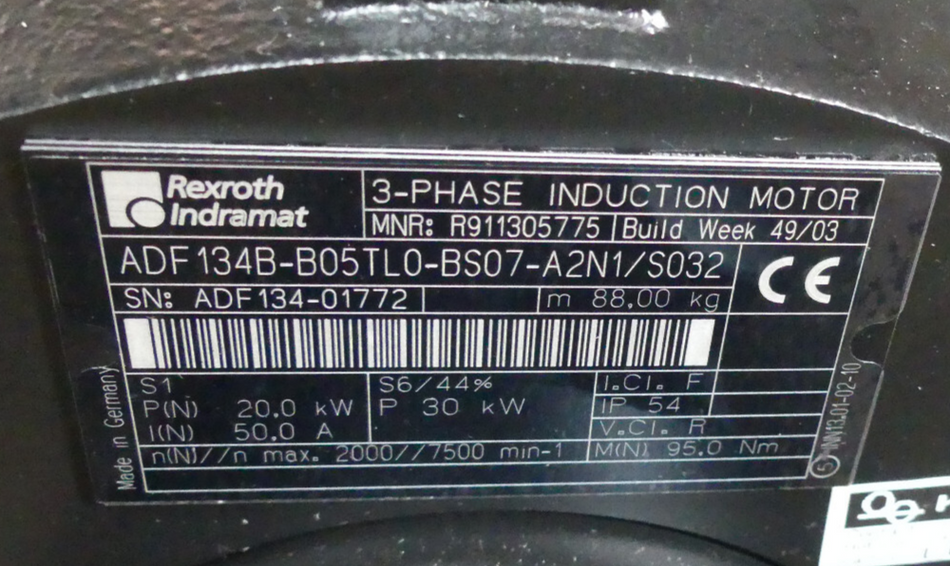 Rexroth
Indramat
3-PHASE INDUCTION MOTOR
MNR: R911305775 Build Week 49/03
ADF134B-B05TL0-BS07-A2N1/S032
CE
SN: ADF134-01772 m 88.00 kg
S1 S6/44% I.Cl. F
P(N) 20.0 kW P 30 kW IP 54
I(N) 50.0 A V.Cl. R
n(N)//n max. 2000//7500 min-1 M(N) 95.0 Nm
Made in Germany